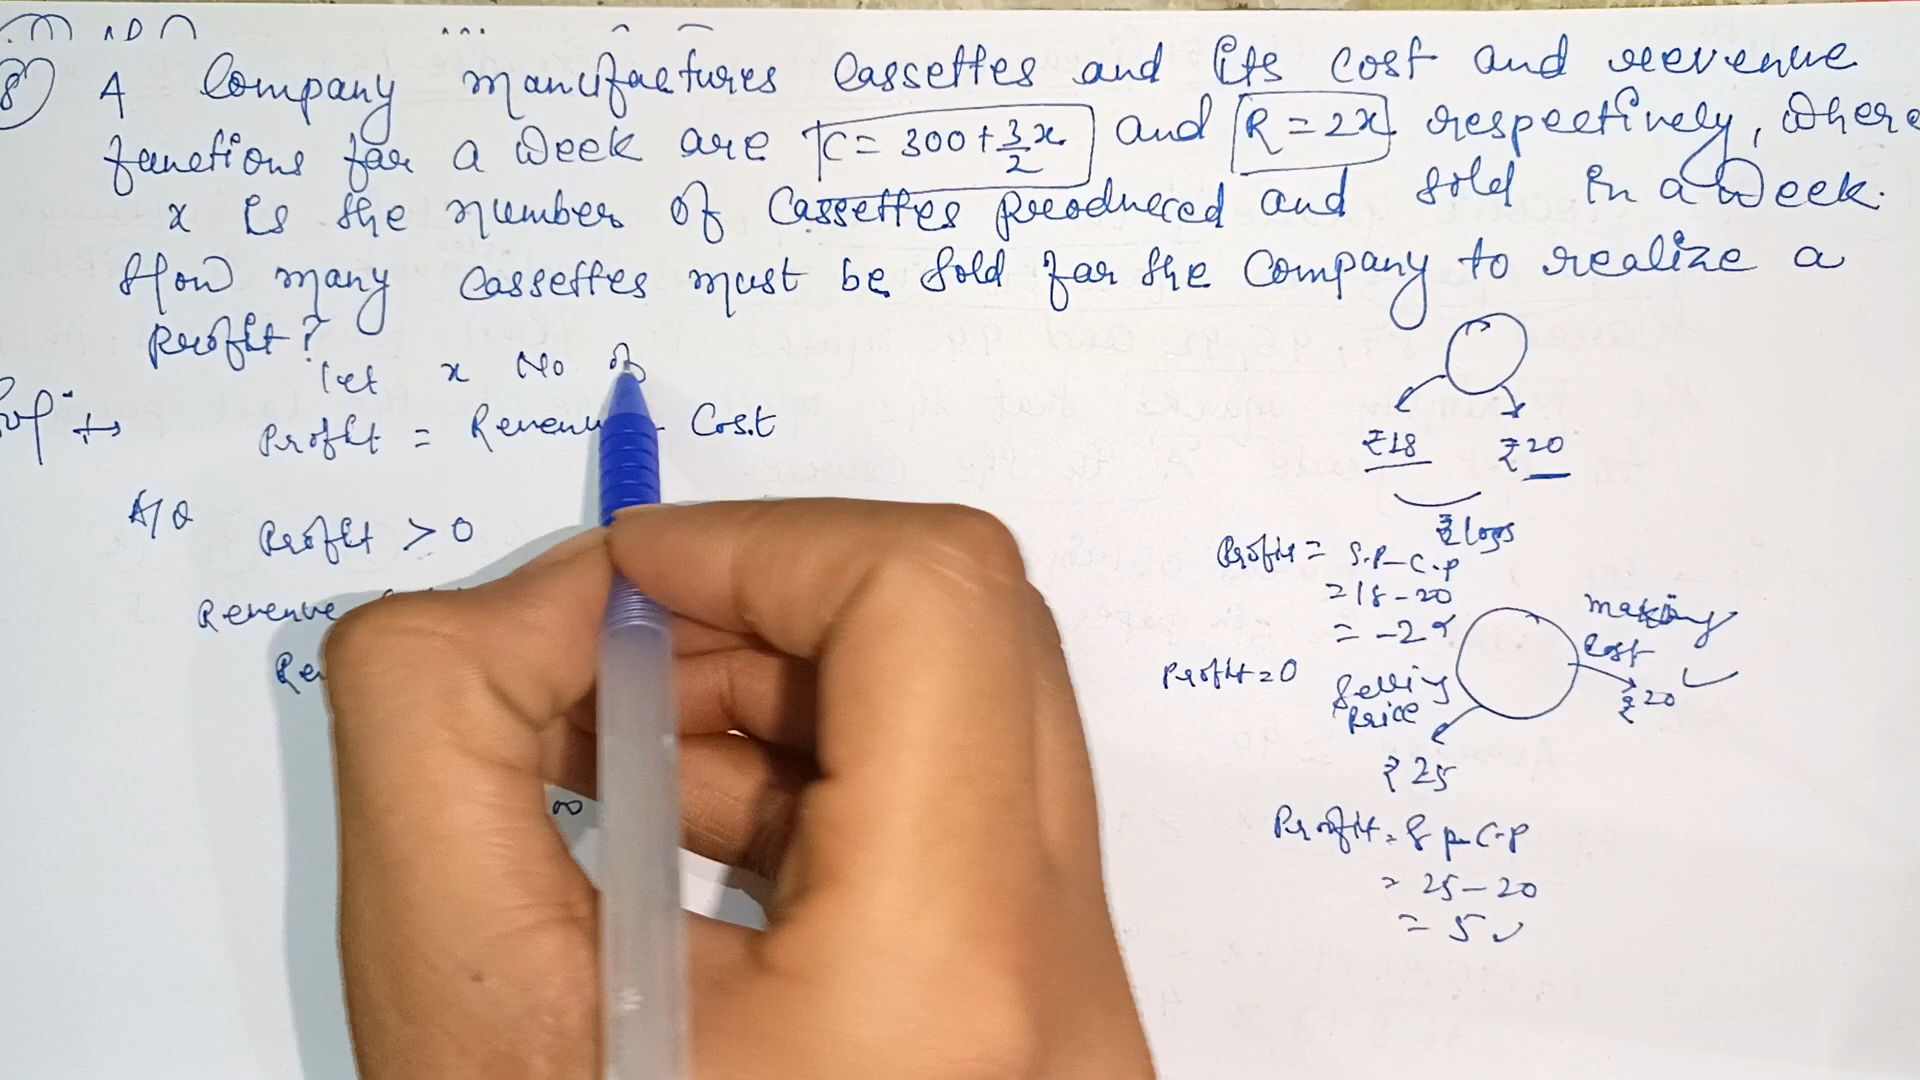 8 A Company manufactures Cassettes and its cost and revenue
functions for a week are C = 300 + 3/2 x and R = 2x respectively, where
x is the number of Cassettes produced and sold in a week.
How many Cassettes must be sold for the company to realize a
profit?
let x No of
Profit = Revenu - Cost
A/Q Profit > 0
Revenue
Re
∞
₹18 ₹20
loss
Profit = S.P - C.P
= 18 - 20
= -2₹
Profit = 0
making
cost
₹20
Selling
Price
₹25
Profit = S.P - C.P
= 25 - 20
= 5